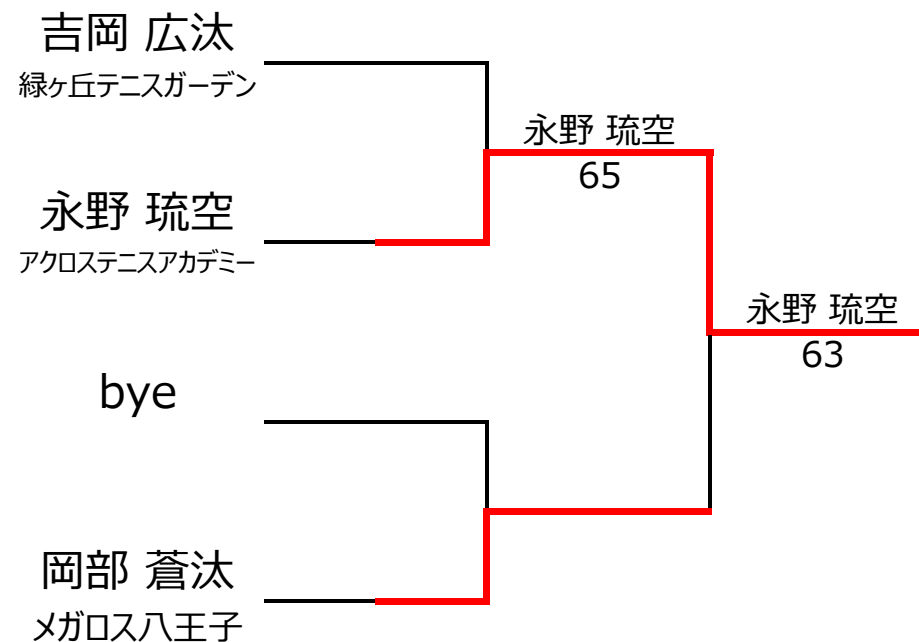 吉岡 広汰
緑ヶ丘テニスガーデン
永野 琉空
65
永野 琉空
アクロステニスアカデミー
永野 琉空
63
bye
岡部 蒼汰
メガロス八王子